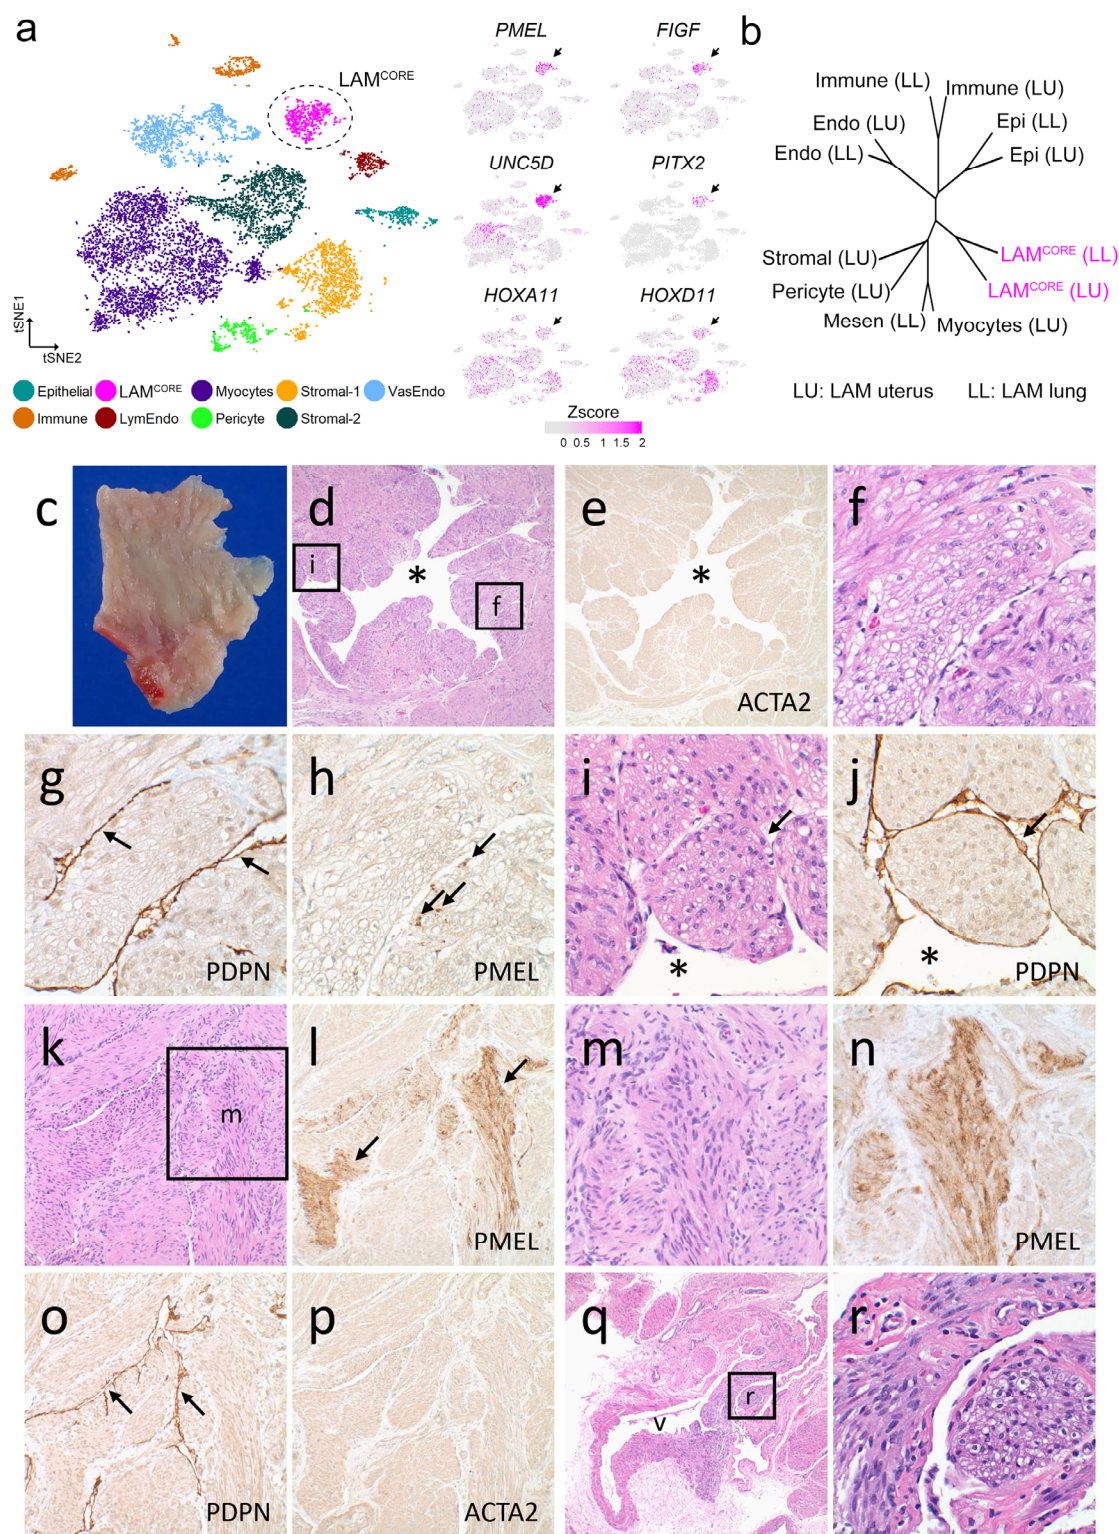 a
LAMCORE
tSNE1
tSNE2
Epithelial LAMCORE Myocytes Stromal-1 VasEndo
Immune LymEndo Pericyte Stromal-2
PMEL FIGF
UNC5D PITX2
HOXA11 HOXD11
Zscore
0 0.5 1 1.5 2
b
Immune (LL)
Immune (LU)
Endo (LU)
Epi (LL)
Endo (LL)
Epi (LU)
Stromal (LU)
LAMCORE (LL)
Pericyte (LU)
LAMCORE (LU)
Mesen (LL)
Myocytes (LU)
LU: LAM uterus LL: LAM lung
c
d
i
*
f
e
*
ACTA2
f
g
PDPN
h
PMEL
i
*
j
*
PDPN
k
m
l
PMEL
m
n
PMEL
o
PDPN
p
ACTA2
q
r
v
r